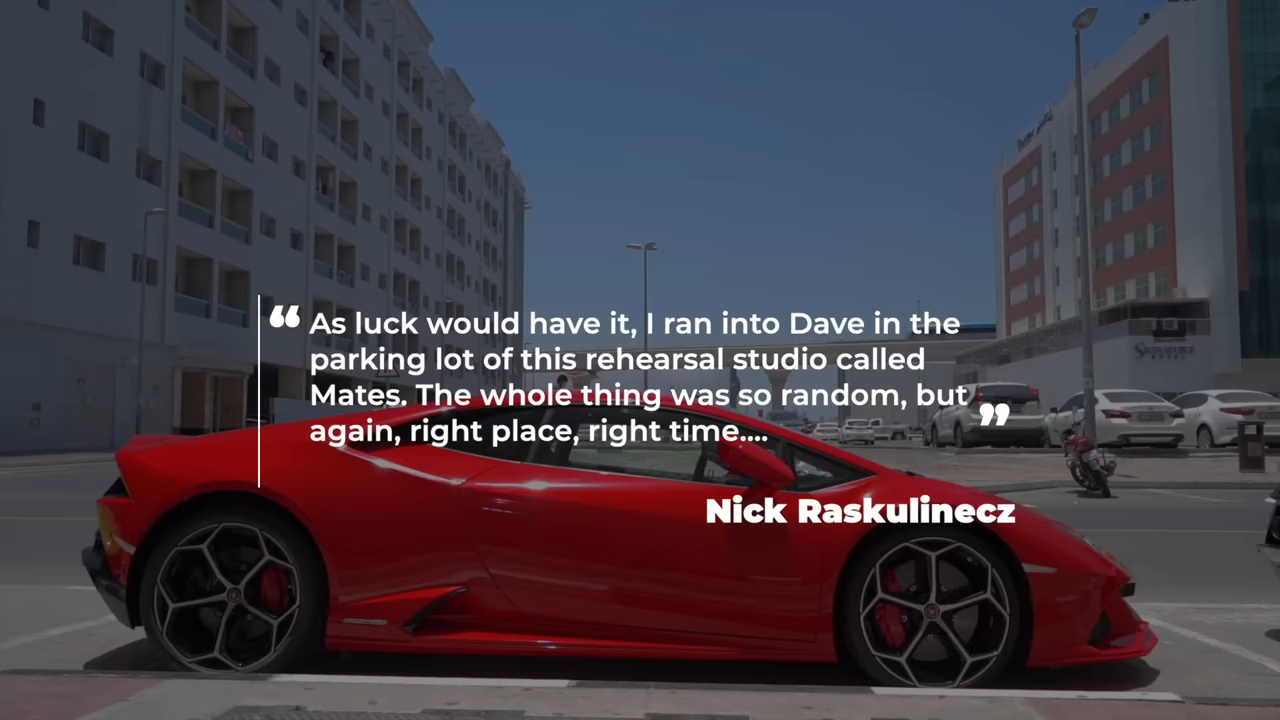 “ As luck would have it, I ran into Dave in the
parking lot of this rehearsal studio called
Mates. The whole thing was so random, but
again, right place, right time.... ”
Nick Raskulinecz